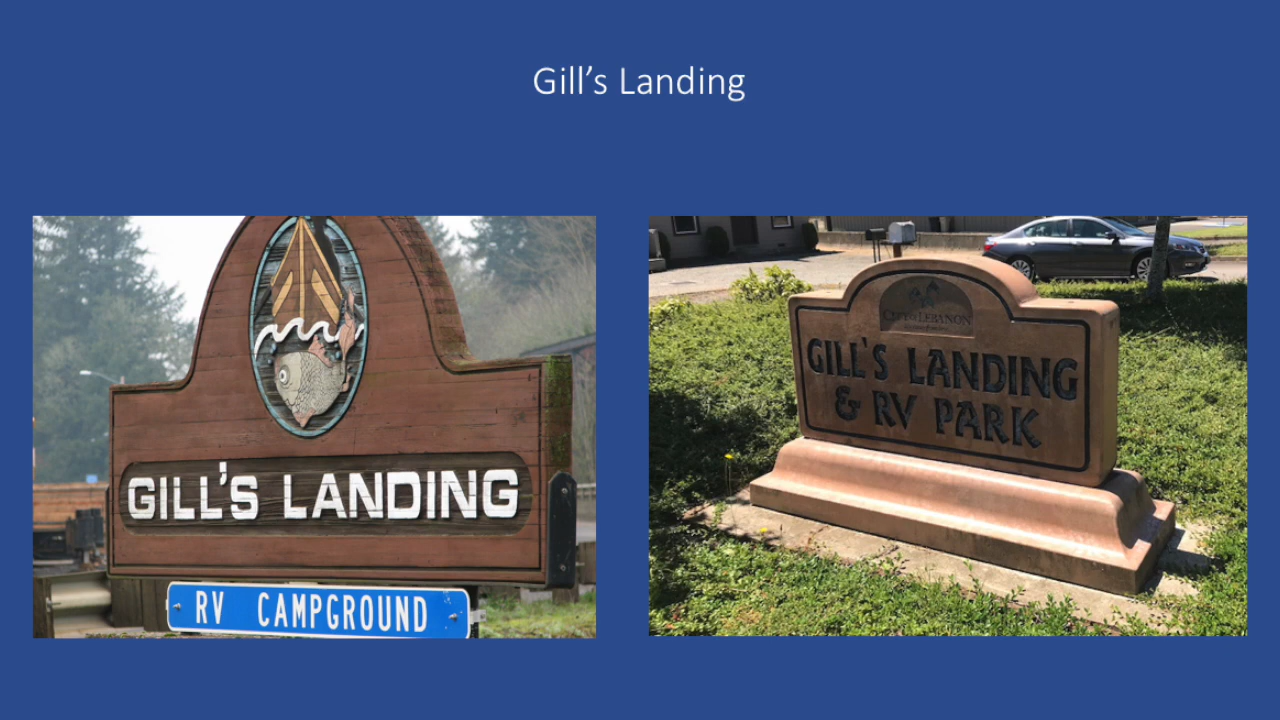 Gill’s Landing
GILL'S LANDING
RV CAMPGROUND
CITY OF LEBANON
GILL'S LANDING
& RV PARK